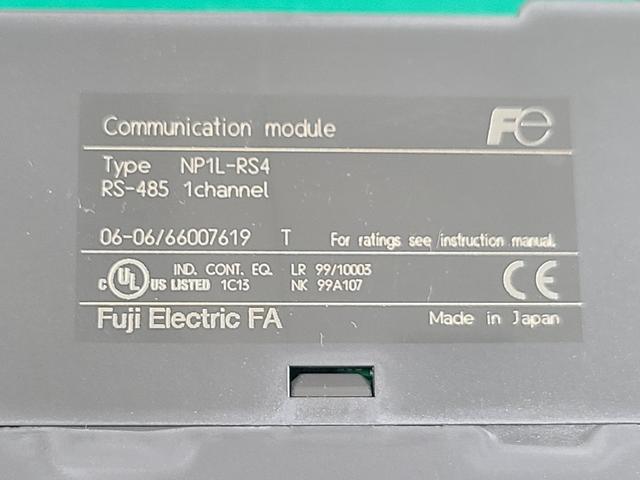 Communication module
Fe
Type NP1L-RS4
RS-485 1channel
06-06/66007619 T For ratings see instruction manual.
C UL US LISTED IND. CONT. EQ. 1C13 LR 99/10003 NK 99A107 CE
Fuji Electric FA Made in Japan